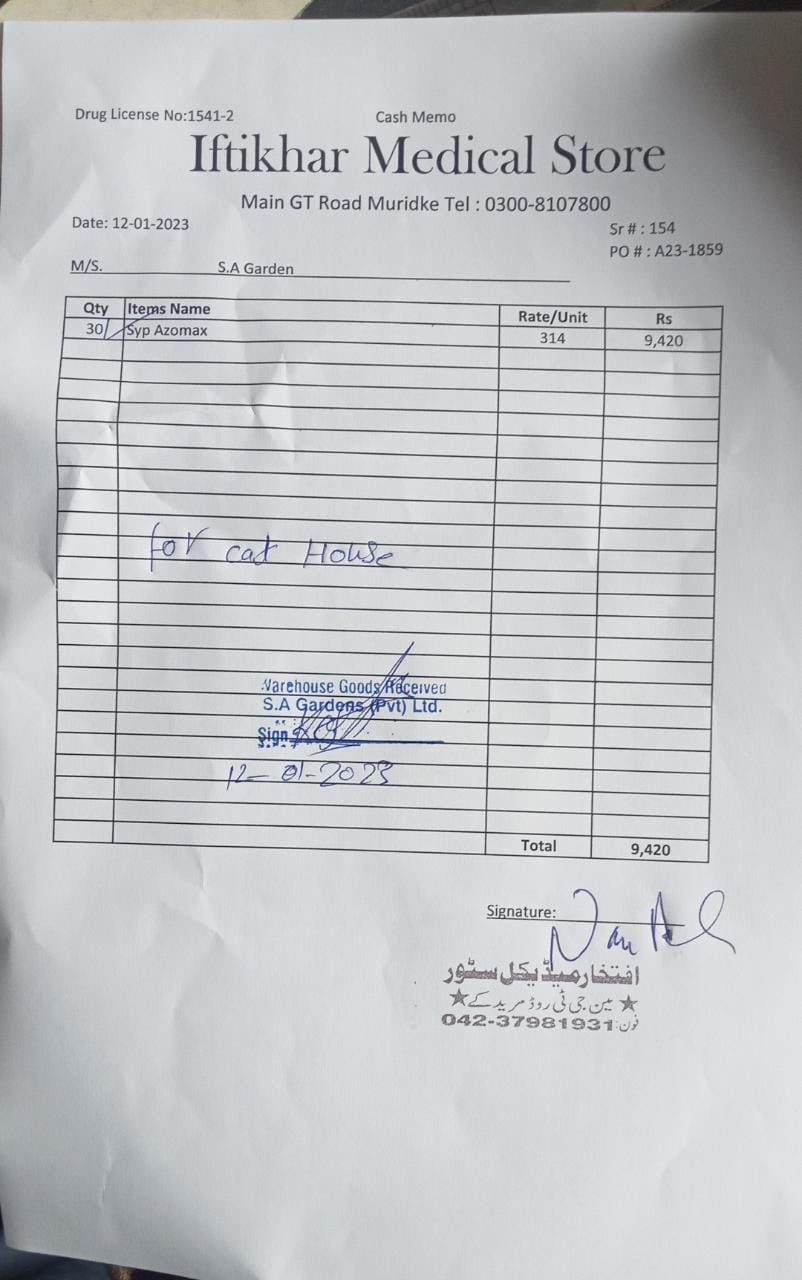 Drug License No:1541-2
Cash Memo
Iftikhar Medical Store
Main GT Road Muridke Tel : 0300-8107800
Date: 12-01-2023
Sr # : 154
PO # : A23-1859
M/S. S.A Garden
Qty Items Name Rate/Unit Rs
30 Syp Azomax 314 9,420
for cat House
Warehouse Goods Received
S.A Gardens (Pvt) Ltd.
Sign
12-01-2023
Total 9,420
Signature:
افتخار میڈیکل سٹور
★ مین جی ٹی روڈ مرید کے ★
فون: 042-37981931